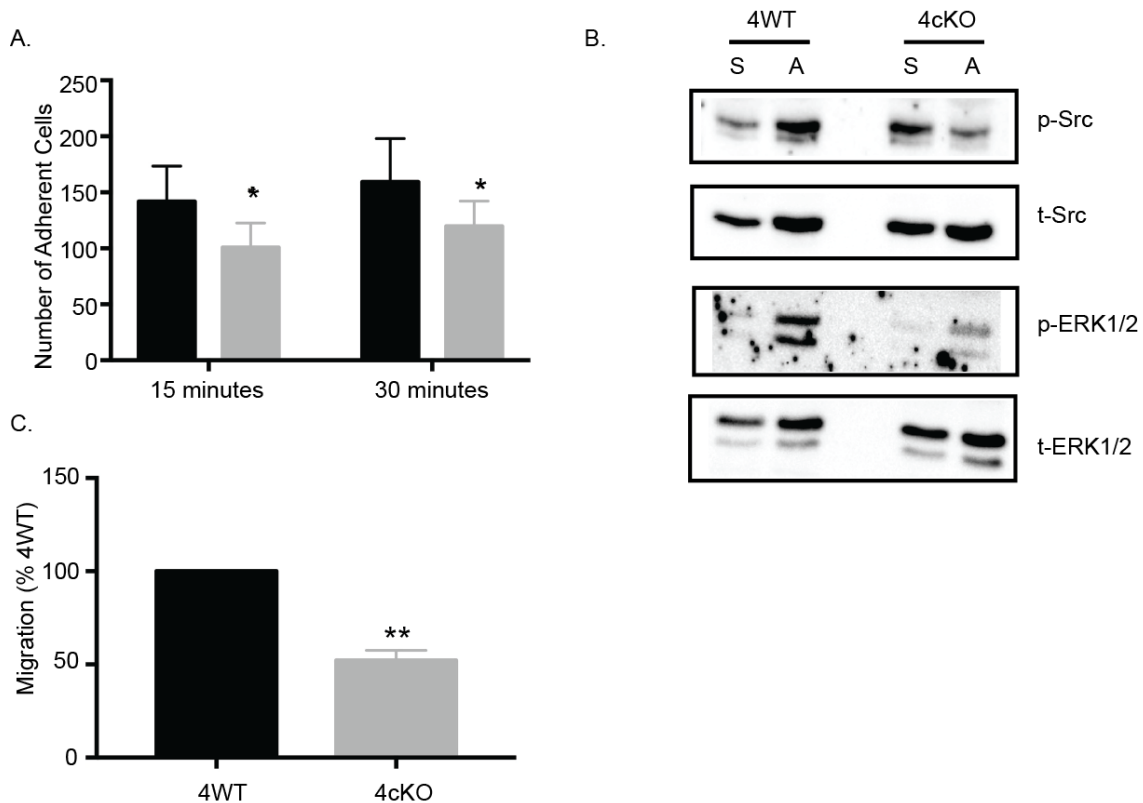 A.
Number of Adherent Cells
250
200
150
100
50
0
*
*
15 minutes
30 minutes
B.
4WT
4cKO
S
A
S
A
p-Src
t-Src
p-ERK1/2
t-ERK1/2
C.
Migration (% 4WT)
150
100
50
0
**
4WT
4cKO